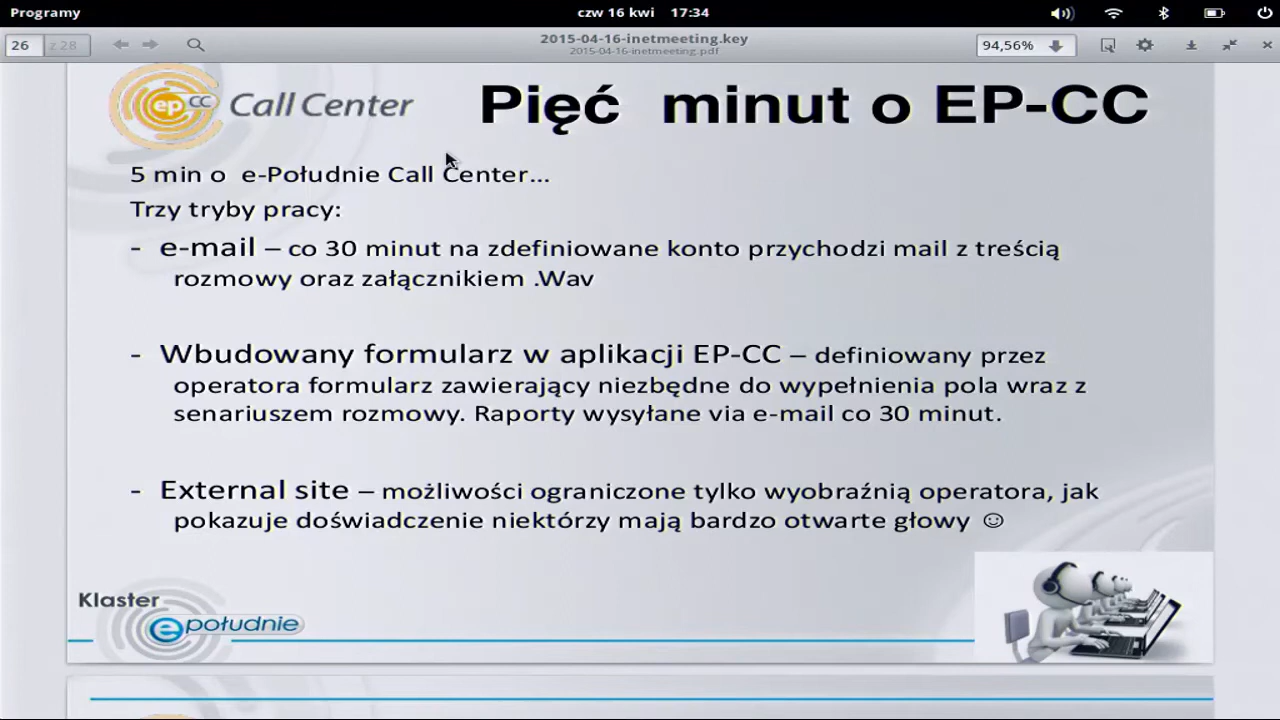 Programy
czw 16 kwi 17:34
26 z 28
2015-04-16-inetmeeting.key
2015-04-16-inetmeeting.pdf
94,56%
ep CC Call Center
Pięć minut o EP-CC
5 min o e-Południe Call Center...
Trzy tryby pracy:
- e-mail – co 30 minut na zdefiniowane konto przychodzi mail z treścią
rozmowy oraz załącznikiem .Wav
- Wbudowany formularz w aplikacji EP-CC – definiowany przez
operatora formularz zawierający niezbędne do wypełnienia pola wraz z
senariuszem rozmowy. Raporty wysyłane via e-mail co 30 minut.
- External site – możliwości ograniczone tylko wyobraźnią operatora, jak
pokazuje doświadczenie niektórzy mają bardzo otwarte głowy ☺
Klaster
epołudnie